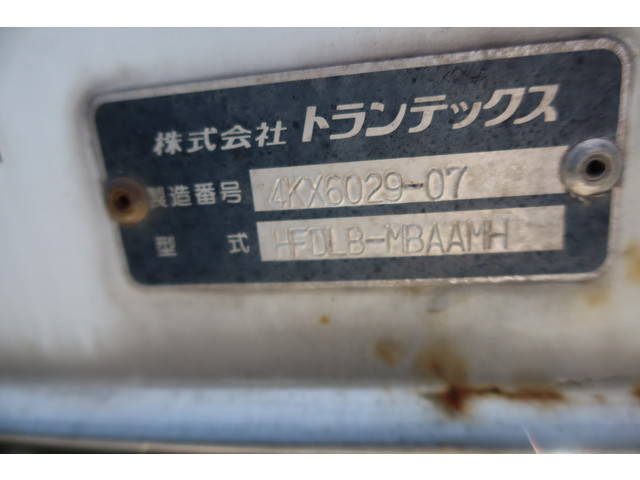 株式会社 トランテックス
製造番号 4KX6029-07
型 式 HFDLB-MBAAMH